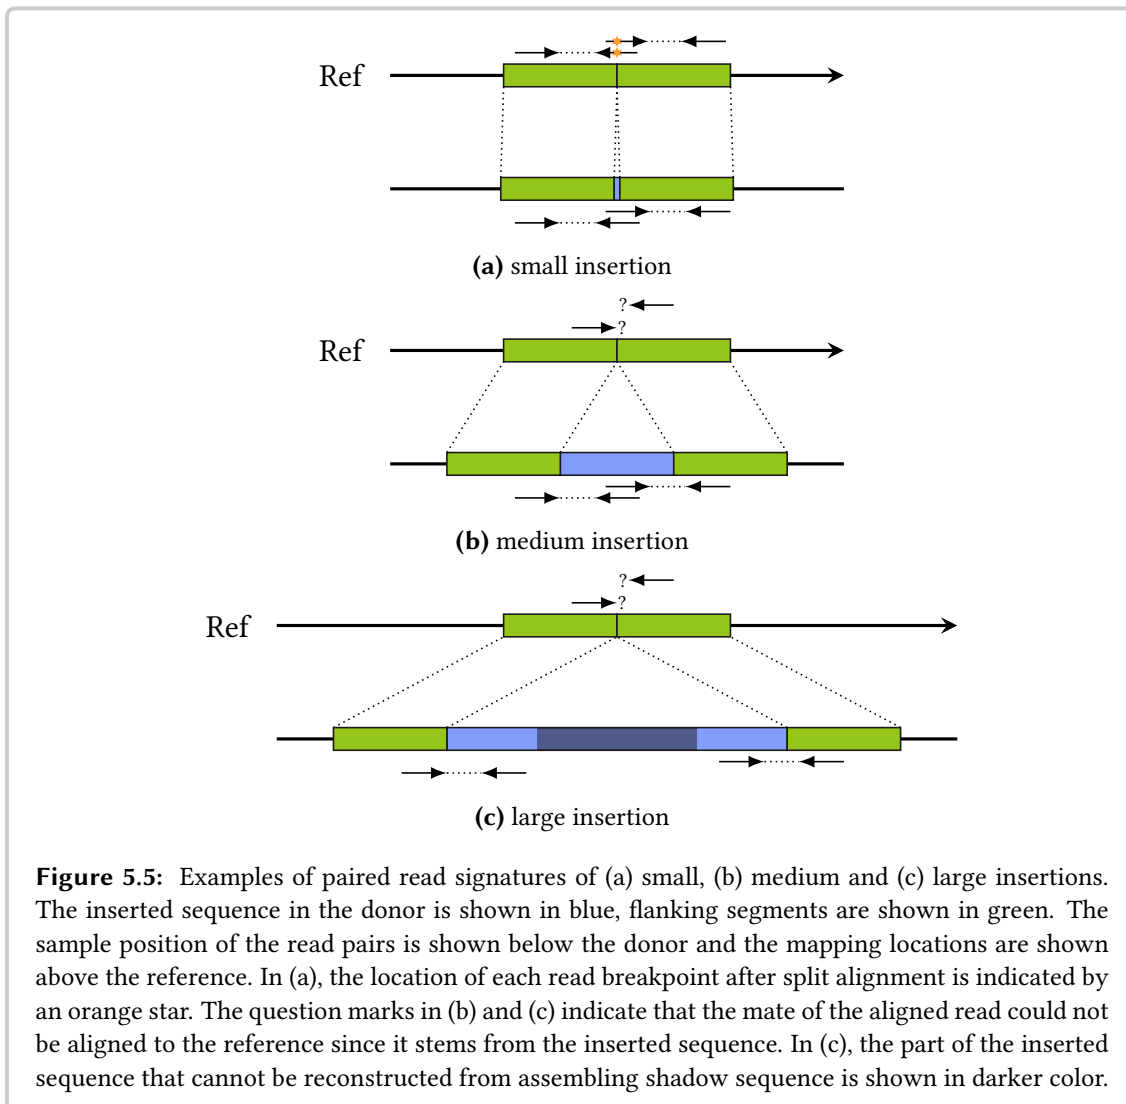 Ref
(a) small insertion
?
?
Ref
(b) medium insertion
?
?
Ref
(c) large insertion
Figure 5.5: Examples of paired read signatures of (a) small, (b) medium and (c) large insertions.
The inserted sequence in the donor is shown in blue, flanking segments are shown in green. The
sample position of the read pairs is shown below the donor and the mapping locations are shown
above the reference. In (a), the location of each read breakpoint after split alignment is indicated by
an orange star. The question marks in (b) and (c) indicate that the mate of the aligned read could not
be aligned to the reference since it stems from the inserted sequence. In (c), the part of the inserted
sequence that cannot be reconstructed from assembling shadow sequence is shown in darker color.